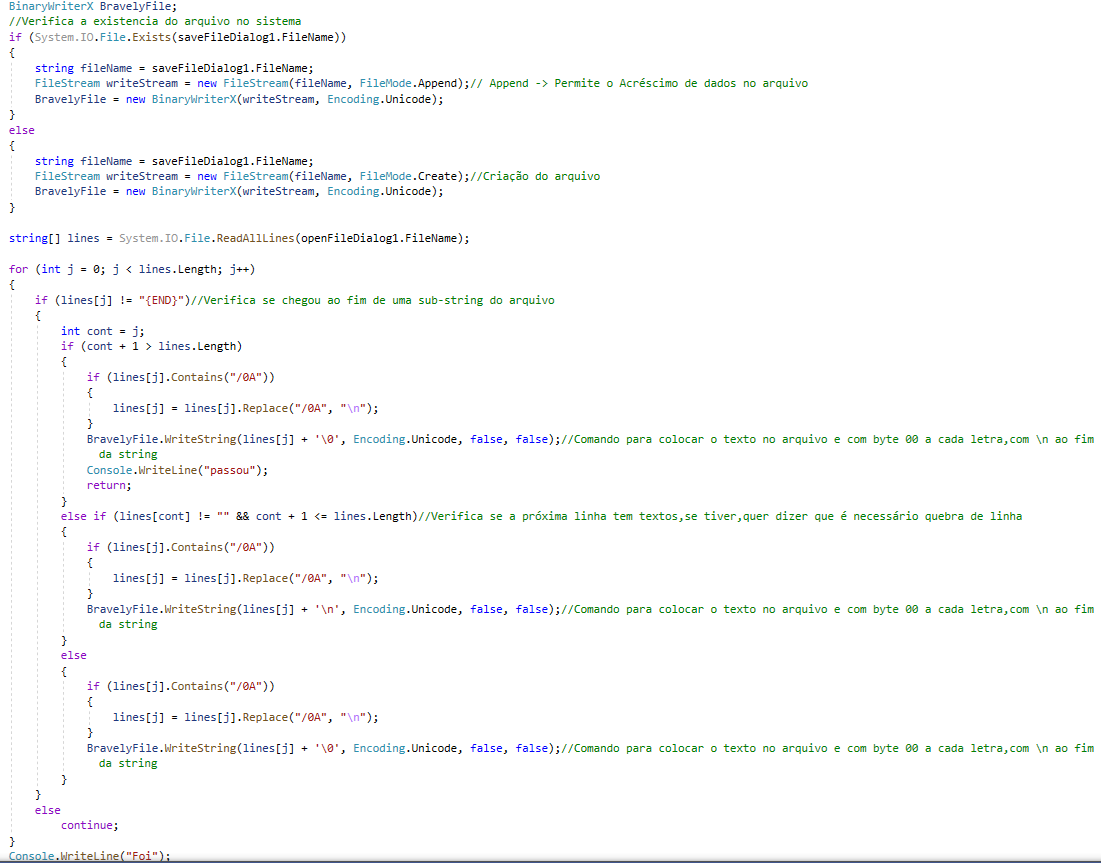 BinaryWriterX BravelyFile;
//Verifica a existencia do arquivo no sistema
if (System.IO.File.Exists(saveFileDialog1.FileName))
{
string fileName = saveFileDialog1.FileName;
FileStream writeStream = new FileStream(fileName, FileMode.Append);// Append -> Permite o Acréscimo de dados no arquivo
BravelyFile = new BinaryWriterX(writeStream, Encoding.Unicode);
}
else
{
string fileName = saveFileDialog1.FileName;
FileStream writeStream = new FileStream(fileName, FileMode.Create);//Criação do arquivo
BravelyFile = new BinaryWriterX(writeStream, Encoding.Unicode);
}
string[] lines = System.IO.File.ReadAllLines(openFileDialog1.FileName);
for (int j = 0; j < lines.Length; j++)
{
if (lines[j] != "{END}")//Verifica se chegou ao fim de uma sub-string do arquivo
{
int cont = j;
if (cont + 1 > lines.Length)
{
if (lines[j].Contains("/0A"))
{
lines[j] = lines[j].Replace("/0A", "\n");
}
BravelyFile.WriteString(lines[j] + '\0', Encoding.Unicode, false, false);//Comando para colocar o texto no arquivo e com byte 00 a cada letra,com \n ao fim
da string
Console.WriteLine("passou");
return;
}
else if (lines[cont] != "" && cont + 1 <= lines.Length)//Verifica se a próxima linha tem textos,se tiver,quer dizer que é necessário quebra de linha
{
if (lines[j].Contains("/0A"))
{
lines[j] = lines[j].Replace("/0A", "\n");
}
BravelyFile.WriteString(lines[j] + '\n', Encoding.Unicode, false, false);//Comando para colocar o texto no arquivo e com byte 00 a cada letra,com \n ao fim
da string
}
else
{
if (lines[j].Contains("/0A"))
{
lines[j] = lines[j].Replace("/0A", "\n");
}
BravelyFile.WriteString(lines[j] + '\0', Encoding.Unicode, false, false);//Comando para colocar o texto no arquivo e com byte 00 a cada letra,com \n ao fim
da string
}
}
else
continue;
}
Console.WriteLine("Foi");